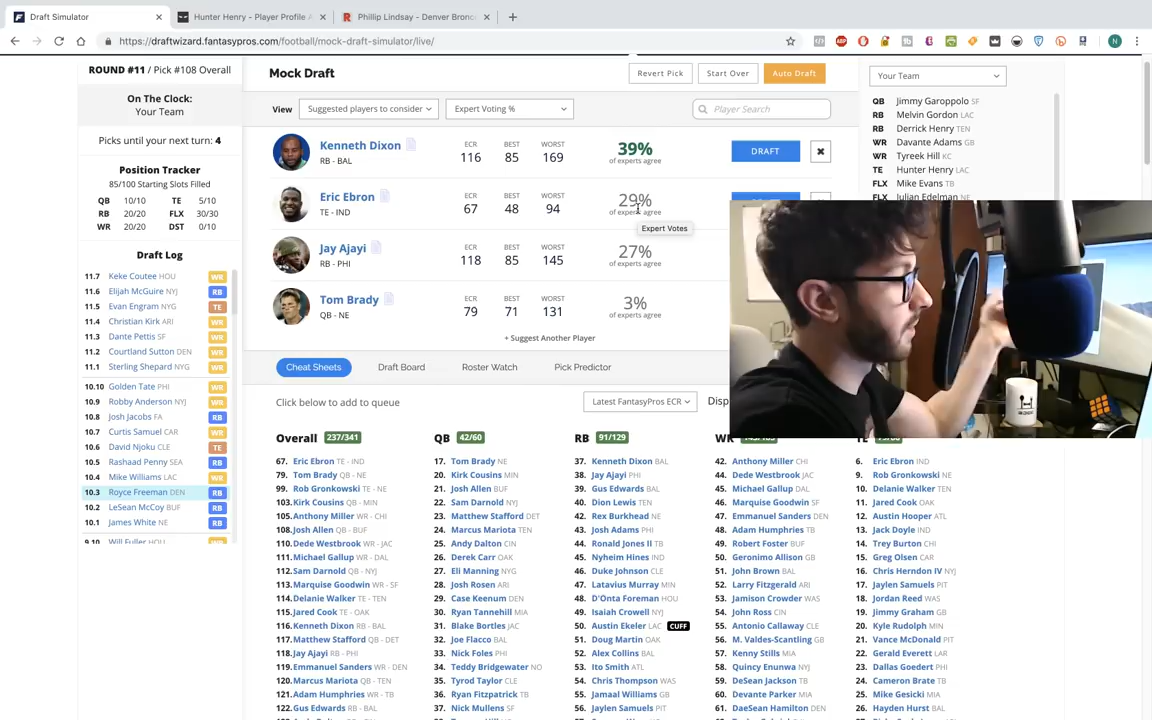 Draft Simulator
Hunter Henry - Player Profile A
Phillip Lindsay - Denver Bronc
https://draftwizard.fantasypros.com/football/mock-draft-simulator/live/
ROUND #11 / Pick #108 Overall
On The Clock:
Your Team
Picks until your next turn: 4
Position Tracker
85/100 Starting Slots Filled
QB 10/10 TE 5/10
RB 20/20 FLX 30/30
WR 20/20 DST 0/10
Draft Log
11.7 Keke Coutee HOU WR
11.6 Elijah McGuire NYJ RB
11.5 Evan Engram NYG TE
11.4 Christian Kirk ARI WR
11.3 Dante Pettis SF WR
11.2 Courtland Sutton DEN WR
11.1 Sterling Shepard NYG WR
10.10 Golden Tate PHI WR
10.9 Robby Anderson NYJ WR
10.8 Josh Jacobs FA RB
10.7 Curtis Samuel CAR WR
10.6 David Njoku CLE TE
10.5 Rashaad Penny SEA RB
10.4 Mike Williams LAC WR
10.3 Royce Freeman DEN RB
10.2 LeSean McCoy BUF RB
10.1 James White NE RB
9.10 Will Fuller HOU
Mock Draft
Revert Pick
Start Over
Auto Draft
View
Suggested players to consider
Expert Voting %
Player Search
Kenneth Dixon
RB - BAL
ECR BEST WORST
116 85 169
39%
of experts agree
DRAFT
Eric Ebron
TE - IND
ECR BEST WORST
67 48 94
29%
of experts agree
Expert Votes
Jay Ajayi
RB - PHI
ECR BEST WORST
118 85 145
27%
of experts agree
Tom Brady
QB - NE
ECR BEST WORST
79 71 131
3%
of experts agree
+ Suggest Another Player
Your Team
QB Jimmy Garoppolo SF
RB Melvin Gordon LAC
RB Derrick Henry TEN
WR Davante Adams GB
WR Tyreek Hill KC
TE Hunter Henry LAC
FLX Mike Evans TB
FLX Julian Edelman NE
Cheat Sheets
Draft Board
Roster Watch
Pick Predictor
Click below to add to queue
Latest FantasyPros ECR
Disp
Overall 237/341
67. Eric Ebron TE - IND
79. Tom Brady QB - NE
99. Rob Gronkowski TE - NE
103. Kirk Cousins QB - MIN
105. Anthony Miller WR - CHI
108. Josh Allen QB - BUF
110. Dede Westbrook WR - JAC
111. Michael Gallup WR - DAL
112. Sam Darnold QB - NYJ
113. Marquise Goodwin WR - SF
114. Delanie Walker TE - TEN
115. Jared Cook TE - OAK
116. Kenneth Dixon RB - BAL
117. Matthew Stafford QB - DET
118. Jay Ajayi RB - PHI
119. Emmanuel Sanders WR - DEN
120. Marcus Mariota QB - TEN
121. Adam Humphries WR - TB
122. Gus Edwards RB - BAL
QB 42/60
17. Tom Brady NE
20. Kirk Cousins MIN
21. Josh Allen BUF
22. Sam Darnold NYJ
23. Matthew Stafford DET
24. Marcus Mariota TEN
25. Andy Dalton CIN
26. Derek Carr OAK
27. Eli Manning NYG
28. Josh Rosen ARI
29. Case Keenum DEN
30. Ryan Tannehill MIA
31. Blake Bortles JAC
32. Joe Flacco BAL
33. Nick Foles PHI
34. Teddy Bridgewater NO
35. Tyrod Taylor CLE
36. Ryan Fitzpatrick TB
37. Nick Mullens SF
RB 91/129
37. Kenneth Dixon BAL
38. Jay Ajayi PHI
39. Gus Edwards BAL
40. Dion Lewis TEN
42. Rex Burkhead NE
43. Josh Adams PHI
44. Ronald Jones II TB
45. Nyheim Hines IND
46. Duke Johnson CLE
47. Latavius Murray MIN
48. D'Onta Foreman HOU
49. Isaiah Crowell NYJ
50. Austin Ekeler LAC CUFF
51. Doug Martin OAK
52. Alex Collins BAL
53. Ito Smith ATL
54. Chris Thompson WAS
55. Jamaal Williams GB
56. Jaylen Samuels PIT
WR
42. Anthony Miller CHI
44. Dede Westbrook JAC
45. Michael Gallup DAL
46. Marquise Goodwin SF
47. Emmanuel Sanders DEN
48. Adam Humphries TB
49. Robert Foster BUF
50. Geronimo Allison GB
51. John Brown BAL
52. Larry Fitzgerald ARI
53. Jamison Crowder WAS
54. John Ross CIN
55. Antonio Callaway CLE
56. M. Valdes-Scantling GB
57. Kenny Stills MIA
58. Quincy Enunwa NYJ
59. DeSean Jackson TB
60. Devante Parker MIA
61. DaeSean Hamilton DEN
6. Eric Ebron IND
9. Rob Gronkowski NE
10. Delanie Walker TEN
11. Jared Cook OAK
12. Austin Hooper ATL
13. Jack Doyle IND
14. Trey Burton CHI
15. Greg Olsen CAR
16. Chris Herndon IV NYJ
17. Jaylen Samuels PIT
18. Jordan Reed WAS
19. Jimmy Graham GB
20. Kyle Rudolph MIN
21. Vance McDonald PIT
22. Gerald Everett LAR
23. Dallas Goedert PHI
24. Cameron Brate TB
25. Mike Gesicki MIA
26. Hayden Hurst BAL